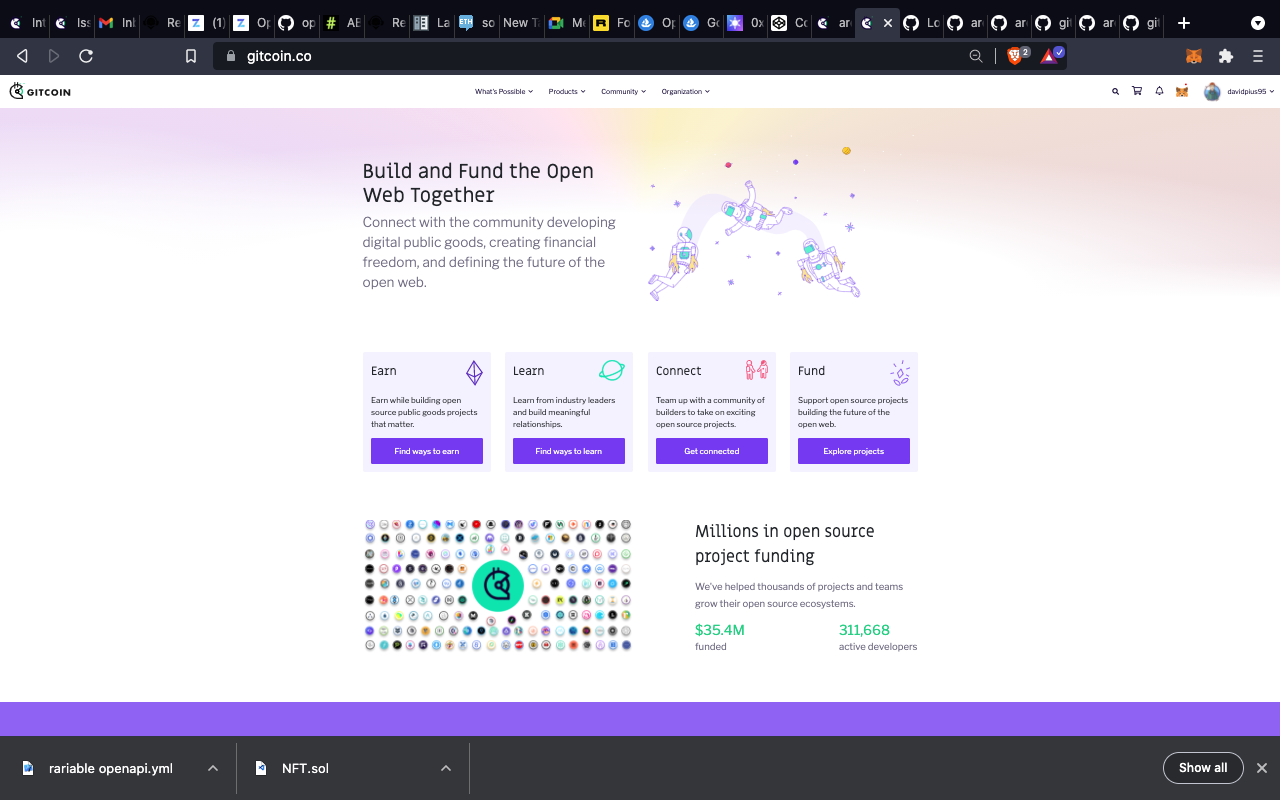 Int
Iss
Inb
Re
(1)
Op
op
AB
Re
La
ETH
so
New T
Me
Fo
Op
Go
0x
Co
arc
Lo
ar
ar
git
ar
git
gitcoin.co
2
GITCOIN
What's Possible
Products
Community
Organization
davidpius95
Build and Fund the Open
Web Together
Connect with the community developing
digital public goods, creating financial
freedom, and defining the future of the
open web.
Earn
Earn while building open
source public goods projects
that matter.
Find ways to earn
Learn
Learn from industry leaders
and build meaningful
relationships.
Find ways to learn
Connect
Team up with a community of
builders to take on exciting
open source projects.
Get connected
Fund
Support open source projects
building the future of the
open web.
Explore projects
Millions in open source
project funding
We've helped thousands of projects and teams
grow their open source ecosystems.
$35.4M
funded
311,668
active developers
rariable openapi.yml
NFT.sol
Show all